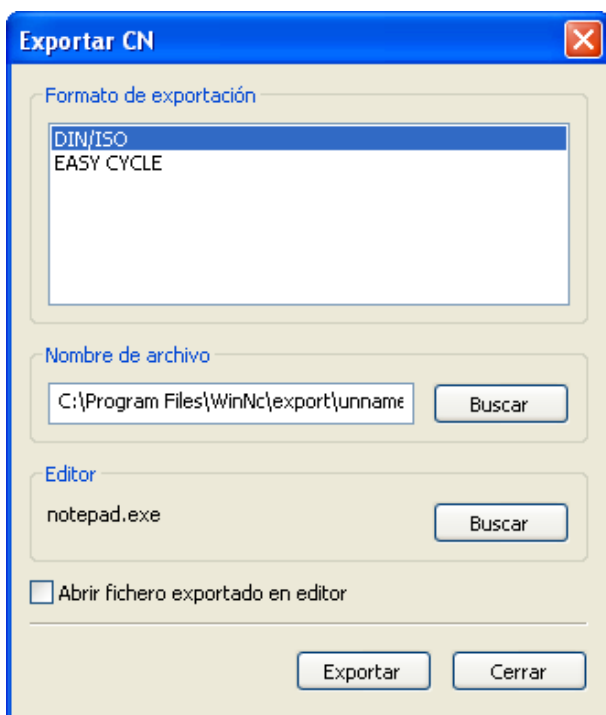 Exportar CN
Formato de exportación
DIN/ISO
EASY CYCLE
Nombre de archivo
C:\Program Files\WinNc\export\unname
Buscar
Editor
notepad.exe
Buscar
Abrir fichero exportado en editor
Exportar
Cerrar